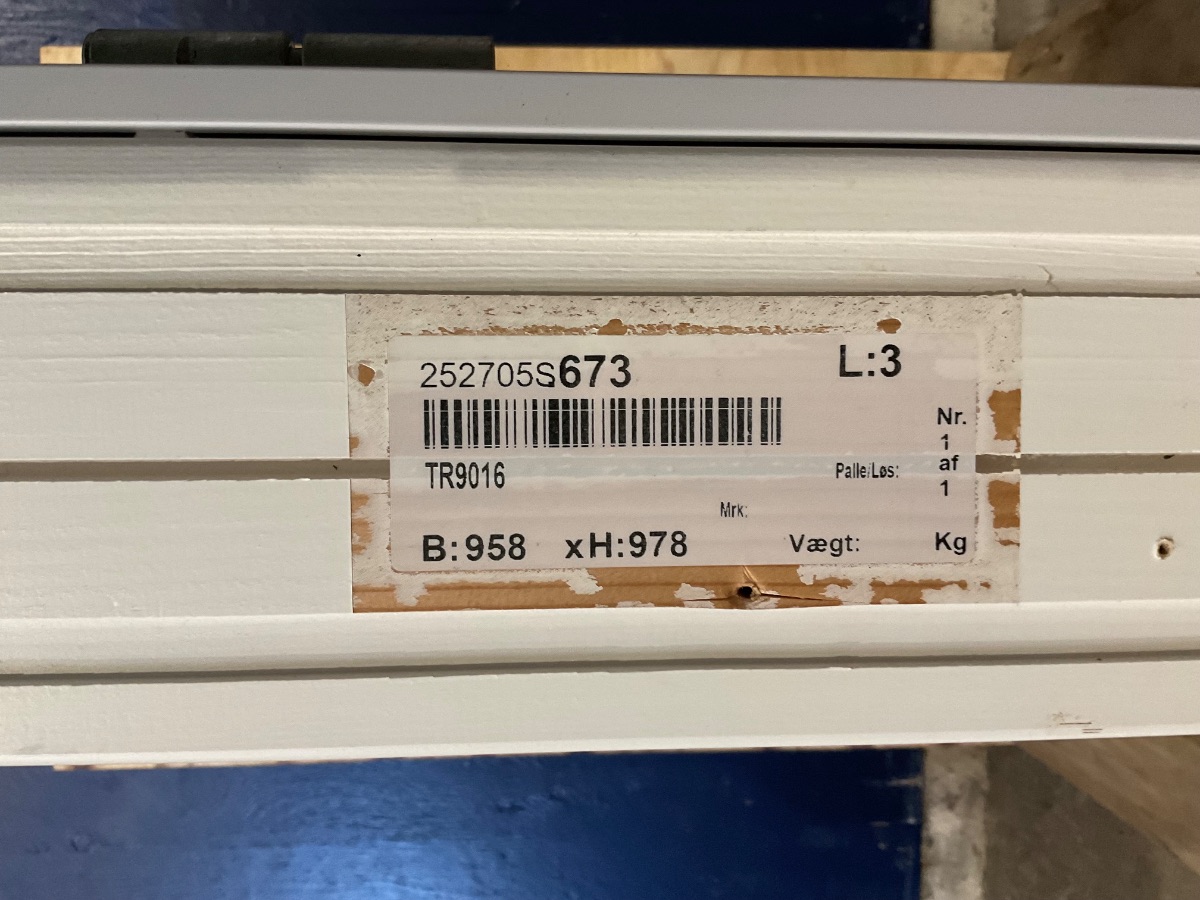 252705S673
L:3
Nr.
1
af
1
TR9016
Palle/Løs:
Mrk:
B:958 xH:978
Vægt: Kg